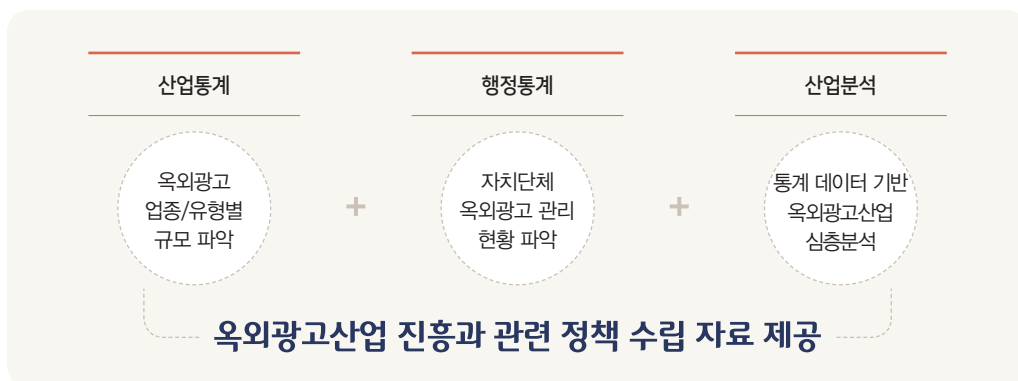 산업통계
행정통계
산업분석
옥외광고
업종/유형별
규모 파악
+
자치단체
옥외광고 관리
현황 파악
+
통계 데이터 기반
옥외광고산업
심층분석
옥외광고산업 진흥과 관련 정책 수립 자료 제공